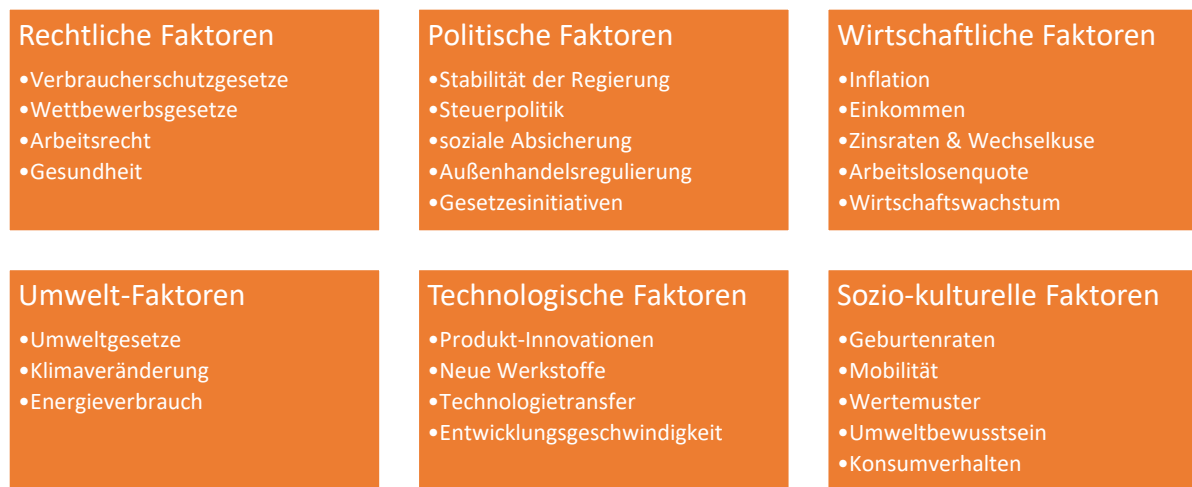 Rechtliche Faktoren
•Verbraucherschutzgesetze
•Wettbewerbsgesetze
•Arbeitsrecht
•Gesundheit
Politische Faktoren
•Stabilität der Regierung
•Steuerpolitik
•soziale Absicherung
•Außenhandelsregulierung
•Gesetzesinitiativen
Wirtschaftliche Faktoren
•Inflation
•Einkommen
•Zinsraten & Wechselkuse
•Arbeitslosenquote
•Wirtschaftswachstum
Umwelt-Faktoren
•Umweltgesetze
•Klimaveränderung
•Energieverbrauch
Technologische Faktoren
•Produkt-Innovationen
•Neue Werkstoffe
•Technologietransfer
•Entwicklungsgeschwindigkeit
Sozio-kulturelle Faktoren
•Geburtenraten
•Mobilität
•Wertemuster
•Umweltbewusstsein
•Konsumverhalten